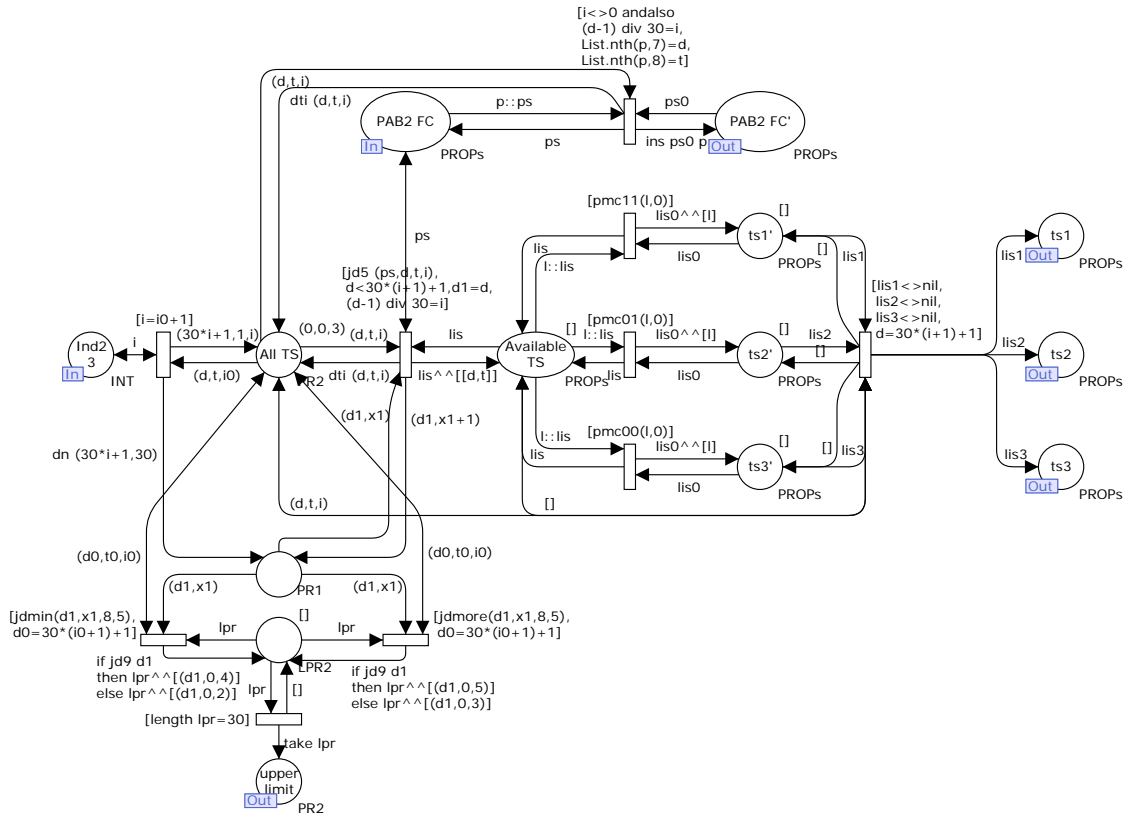 [i<>0 andalso
(d-1) div 30=i,
List.nth(p,7)=d,
List.nth(p,8)=t]
(d,t,i)
dti (d,t,i)
PAB2 FC
In
PROPs
p::ps
ps
ps0
ins ps0 p
PAB2 FC'
Out
PROPs
ps
[jd5 (ps,d,t,i),
d<30*(i+1)+1,d1=d,
(d-1) div 30=i]
[pmc11(l,0)]
lis0^^[l]
lis0
lis
l::lis
ts1'
[]
PROPs
[]
lis1
ts1
Out
PROPs
lis1
[lis1<>nil,
lis2<>nil,
lis3<>nil,
d=30*(i+1)+1]
Ind2
3
In
INT
i
[i=i0+1]
(30*i+1,1,i)
(d,t,i0)
All TS
PR2
(0,0,3)
(d,t,i)
dti (d,t,i)
lis
lis^^[[d,t]]
Available
TS
[]
PROPs
[pmc01(l,0)]
l::lis
lis
lis0^^[l]
lis0
ts2'
[]
PROPs
lis2
[]
lis2
ts2
Out
PROPs
(d1,x1)
(d1,x1+1)
dn (30*i+1,30)
[pmc00(l,0)]
l::lis
lis
lis0^^[l]
lis0
ts3'
[]
PROPs
[]
lis3
lis3
ts3
Out
PROPs
(d,t,i)
[]
(d0,t0,i0)
(d0,t0,i0)
PR1
(d1,x1)
(d1,x1)
[jdmin(d1,x1,8,5),
d0=30*(i0+1)+1]
lpr
[]
lpr
[jdmore(d1,x1,8,5),
d0=30*(i0+1)+1]
LPR2
if jd9 d1
then lpr^^[(d1,0,4)]
else lpr^^[(d1,0,2)]
lpr
[]
if jd9 d1
then lpr^^[(d1,0,5)]
else lpr^^[(d1,0,3)]
[length lpr=30]
take lpr
upper
limit
Out
PR2